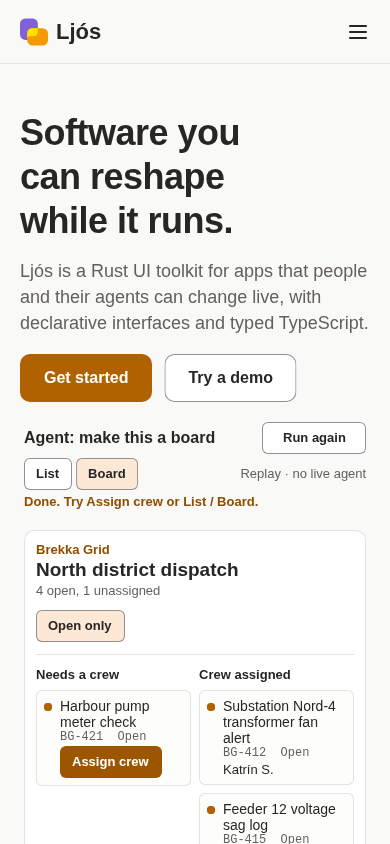 Ljós
Software you
can reshape
while it runs.
Ljós is a Rust UI toolkit for apps that people
and their agents can change live, with
declarative interfaces and typed TypeScript.
Get started
Try a demo
Agent: make this a board
Run again
List
Board
Replay · no live agent
Done. Try Assign crew or List / Board.
Brekka Grid
North district dispatch
4 open, 1 unassigned
Open only
Needs a crew
Harbour pump
meter check
BG-421 Open
Assign crew
Crew assigned
Substation Nord-4
transformer fan
alert
BG-412 Open
Katrín S.
Feeder 12 voltage
sag log
BG-415 Open